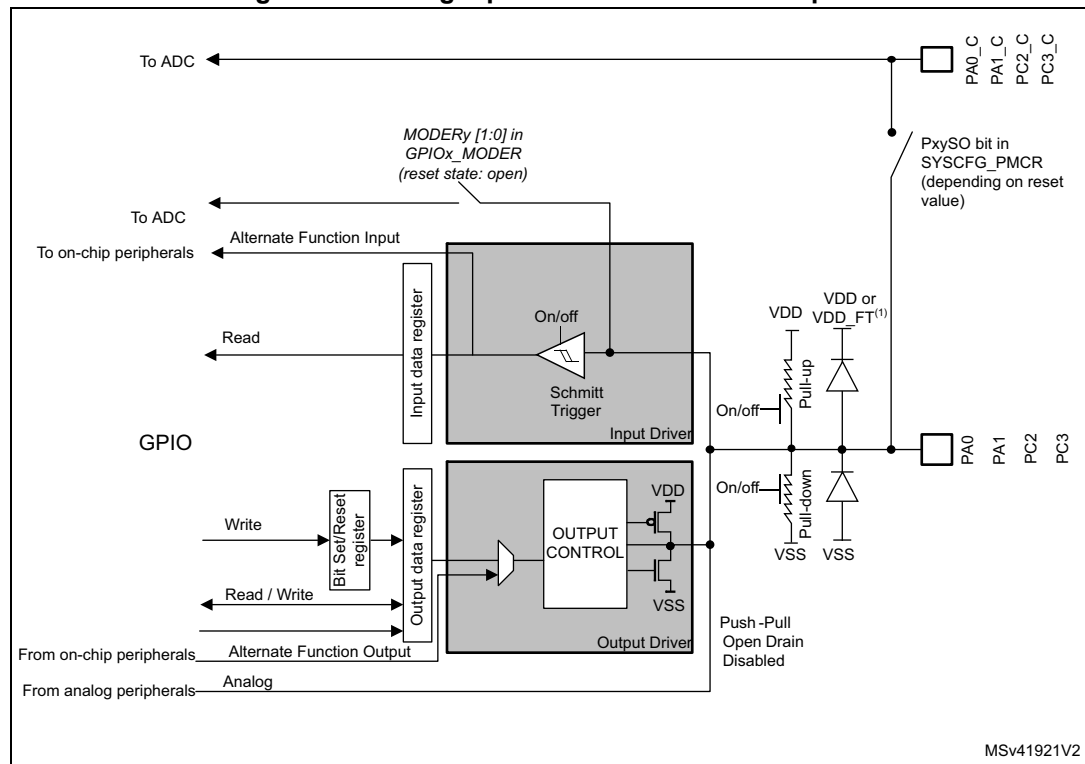 To ADC
PA0_C
PA1_C
PC2_C
PC3_C
MODERy [1:0] in
GPIOx_MODER
(reset state: open)
PxySO bit in
SYSCFG_PMCR
(depending on reset
value)
To ADC
Alternate Function Input
To on-chip peripherals
Input data register
On/off
Read
Schmitt
Trigger
Input Driver
VDD
VDD or
VDD_FT(1)
Pull-up
On/off
GPIO
PA0
PA1
PC2
PC3
On/off
Pull-down
VSS
VSS
Write
Bit Set/Reset
register
Output data register
OUTPUT
CONTROL
VDD
VSS
Read / Write
Output Driver
Push -Pull
Open Drain
Disabled
From on-chip peripherals
Alternate Function Output
From analog peripherals
Analog
MSv41921V2